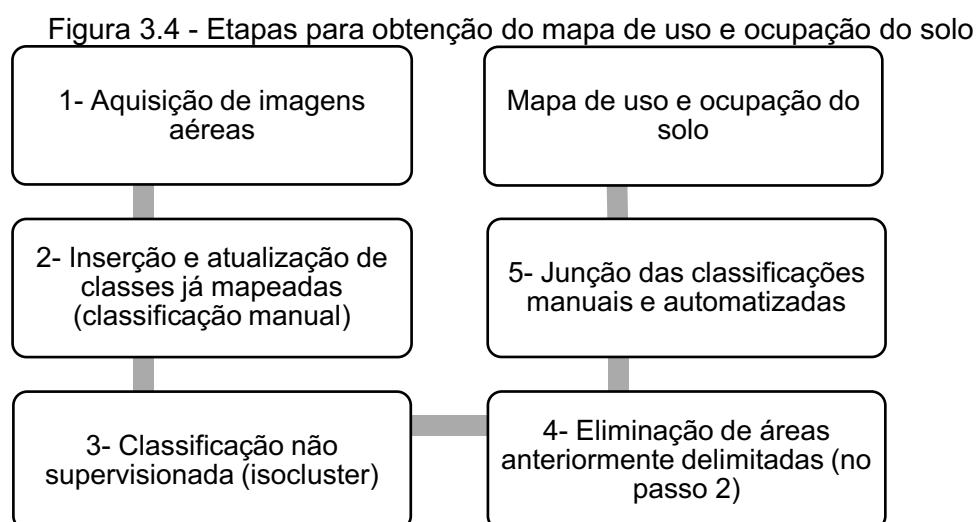 Figura 3.4 - Etapas para obtenção do mapa de uso e ocupação do solo
1- Aquisição de imagens
aéreas
2- Inserção e atualização de
classes já mapeadas
(classificação manual)
3- Classificação não
supervisionada (isocluster)
4- Eliminação de áreas
anteriormente delimitadas (no
passo 2)
5- Junção das classificações
manuais e automatizadas
Mapa de uso e ocupação do
solo